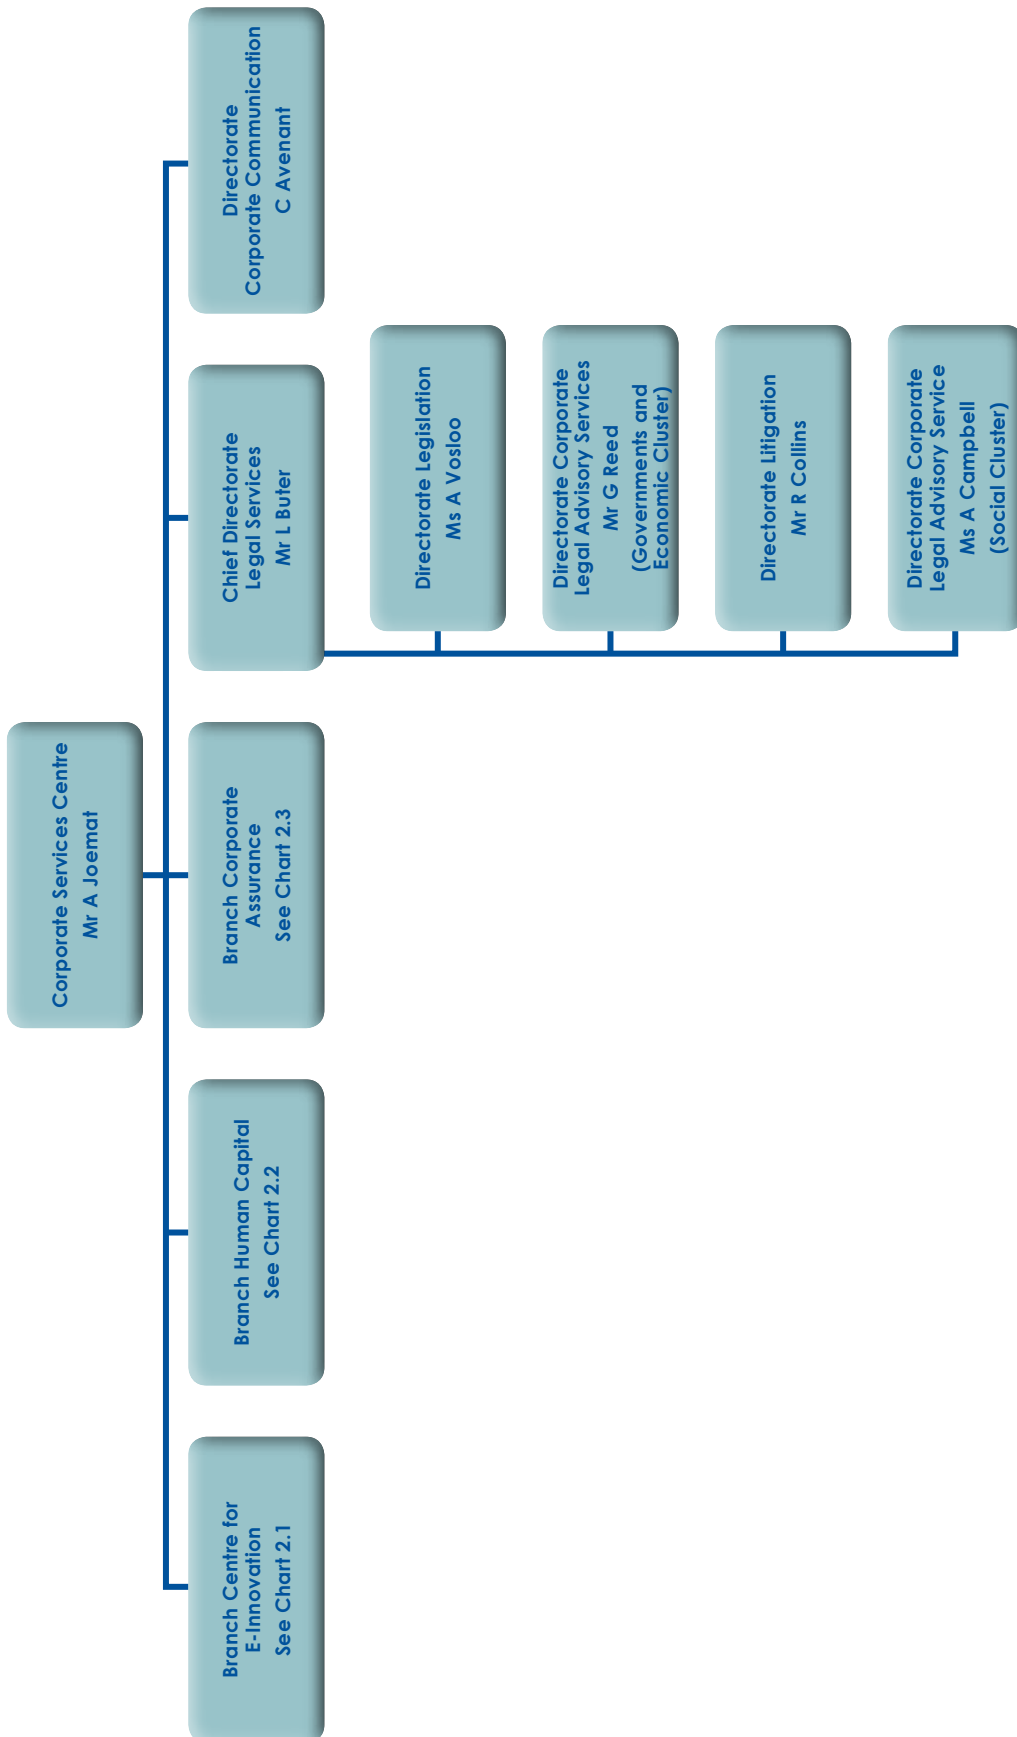 Corporate Services Centre
Mr A Joemat
Branch Centre for
E-Innovation
See Chart 2.1
Branch Human Capital
See Chart 2.2
Branch Corporate
Assurance
See Chart 2.3
Chief Directorate
Legal Services
Mr L Buter
Directorate
Corporate Communication
C Avenant
Directorate Legislation
Ms A Vosloo
Directorate Corporate
Legal Advisory Services
Mr G Reed
(Governments and
Economic Cluster)
Directorate Litigation
Mr R Collins
Directorate Corporate
Legal Advisory Service
Ms A Campbell
(Social Cluster)